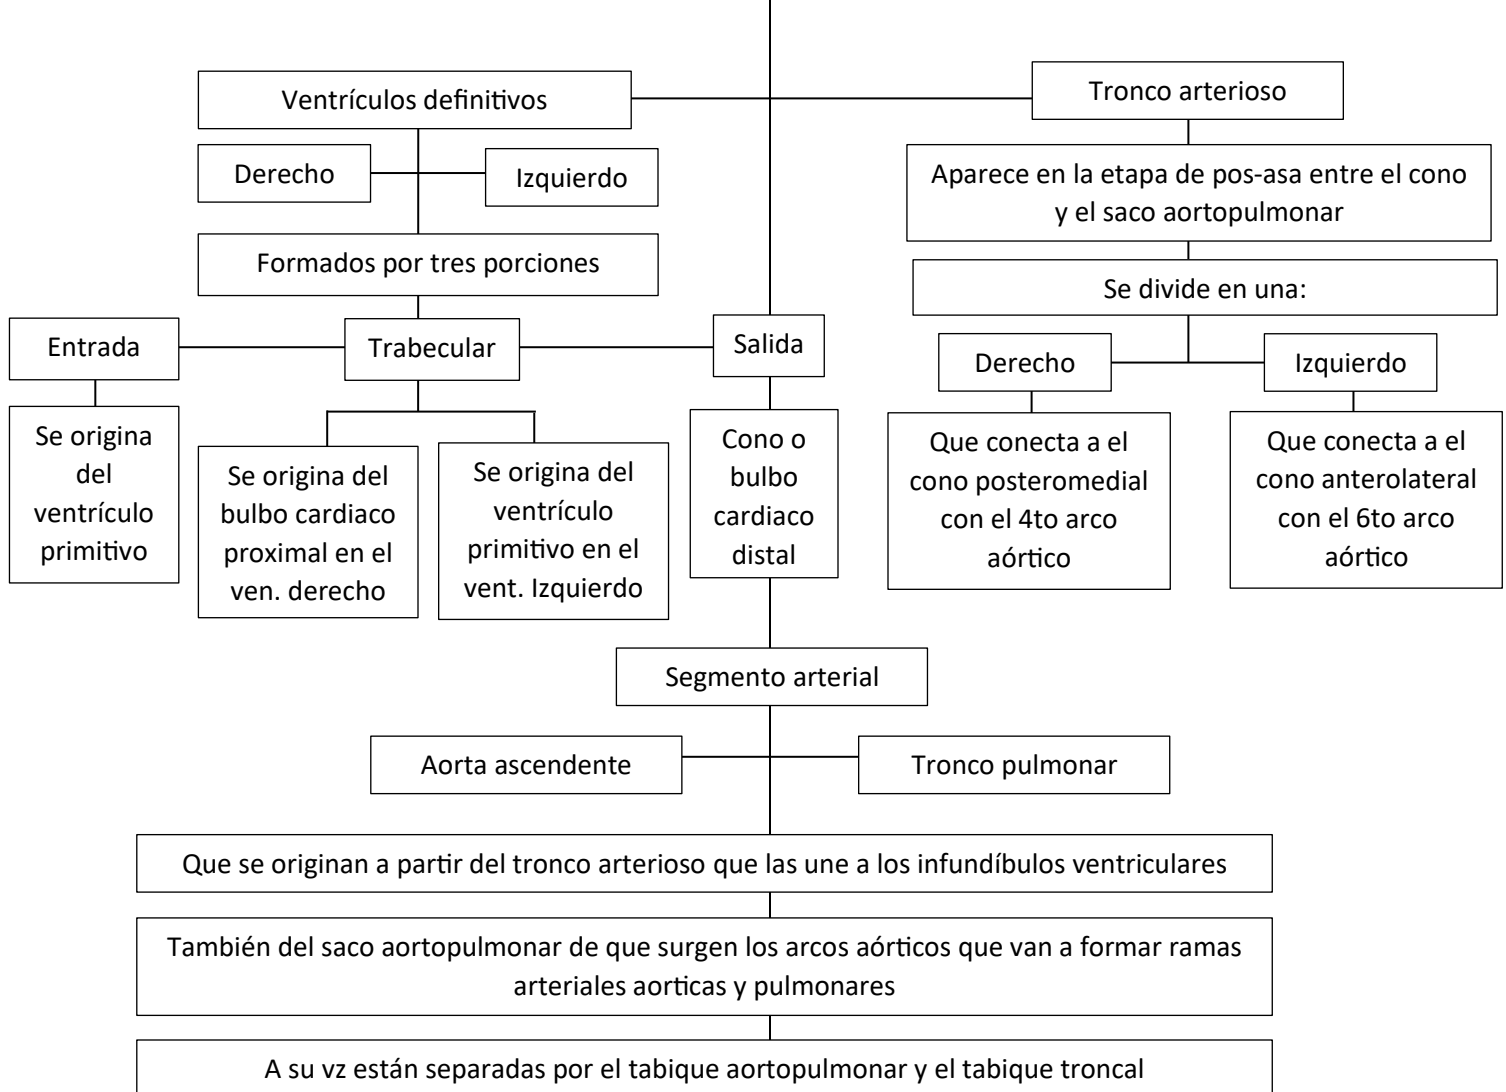 Ventrículos definitivos
Tronco arterioso
Derecho
Izquierdo
Aparece en la etapa de pos-asa entre el cono
y el saco aortopulmonar
Formados por tres porciones
Se divide en una:
Entrada
Trabecular
Salida
Derecho
Izquierdo
Se origina
del
ventrículo
primitivo
Se origina del
bulbo cardiaco
proximal en el
ven. derecho
Se origina del
ventrículo
primitivo en el
vent. Izquierdo
Cono o
bulbo
cardiaco
distal
Que conecta a el
cono posteromedial
con el 4to arco
aórtico
Que conecta a el
cono anterolateral
con el 6to arco
aórtico
Segmento arterial
Aorta ascendente
Tronco pulmonar
Que se originan a partir del tronco arterioso que las une a los infundíbulos ventriculares
También del saco aortopulmonar de que surgen los arcos aórticos que van a formar ramas
arteriales aorticas y pulmonares
A su vz están separadas por el tabique aortopulmonar y el tabique troncal